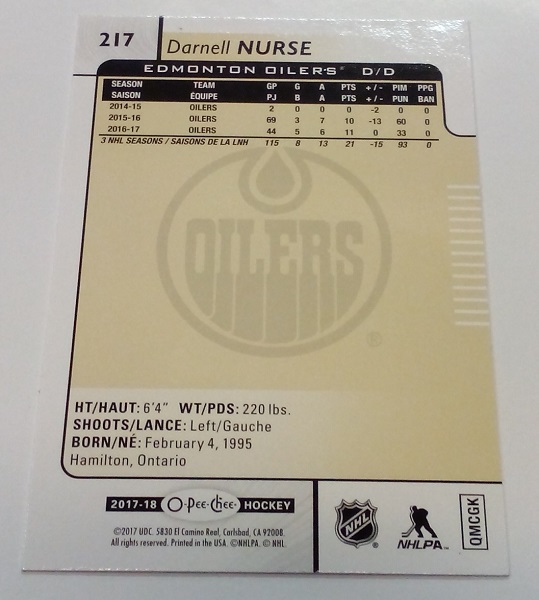 217 Darnell NURSE
EDMONTON OILERS D/D
SEASON TEAM GP G A PTS +/- PIM PPG
SAISON ÉQUIPE PJ B A PTS +/- PUN BAN
2014-15 OILERS 2 0 0 0 -2 0 0
2015-16 OILERS 69 3 7 10 -13 60 0
2016-17 OILERS 44 5 6 11 0 33 0
3 NHL SEASONS / SAISONS DE LA LNH 115 8 13 21 -15 93 0
OILERS
®
HT/HAUT: 6'4" WT/PDS: 220 lbs.
SHOOTS/LANCE: Left/Gauche
BORN/NÉ: February 4, 1995
Hamilton, Ontario
2017-18 O-Pee-Chee HOCKEY
©2017 UDC. 5830 El Camino Real, Carlsbad, CA 92008.
All rights reserved. Printed in the USA. ©NHLPA. © NHL.
NHL ®
NHLPA™
QMCGK